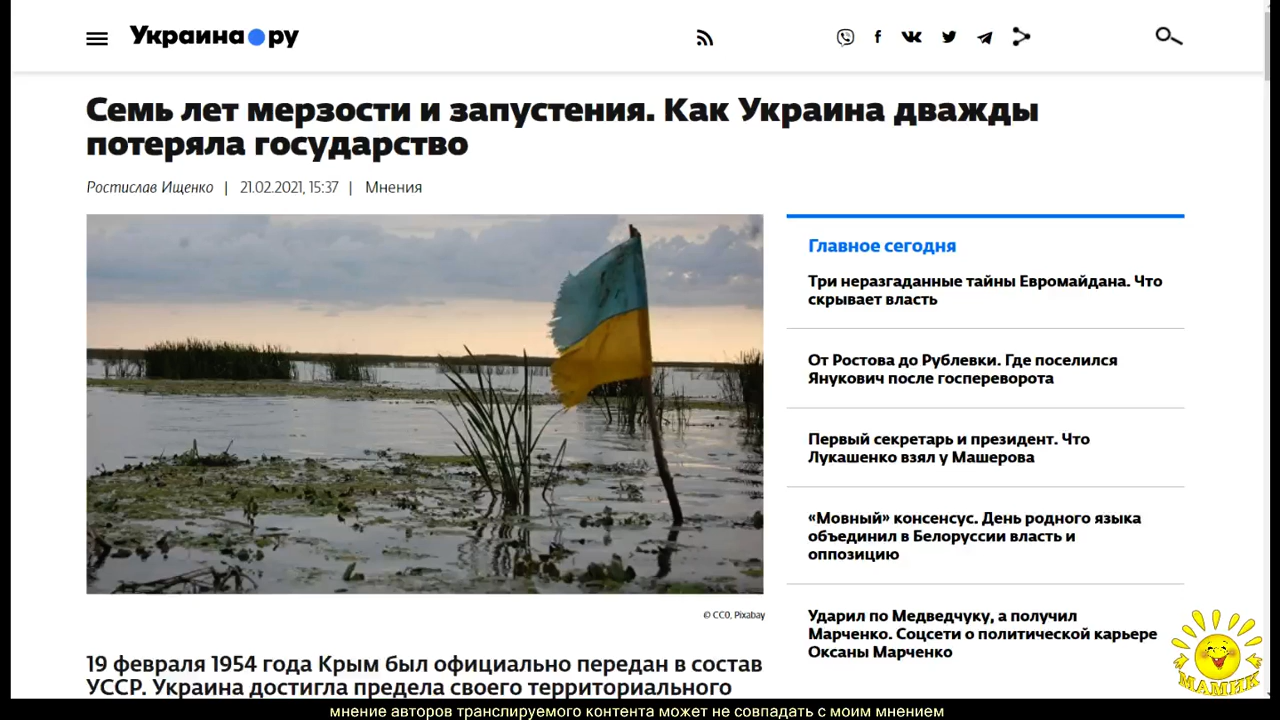 Украина ру
Семь лет мерзости и запустения. Как Украина дважды
потеряла государство
Ростислав Ищенко | 21.02.2021, 15:37 | Мнения
© CC0, Pixabay
19 февраля 1954 года Крым был официально передан в состав
УССР. Украина достигла предела своего территориального
Главное сегодня
Три неразгаданные тайны Евромайдана. Что
скрывает власть
От Ростова до Рублевки. Где поселился
Янукович после госпереворота
Первый секретарь и президент. Что
Лукашенко взял у Машерова
«Мовный» консенсус. День родного языка
объединил в Белоруссии власть и
оппозицию
Ударил по Медведчуку, а получил
Марченко. Соцсети о политической карьере
Оксаны Марченко
МАМИК
мнение авторов транслируемого контента может не совпадать с моим мнением